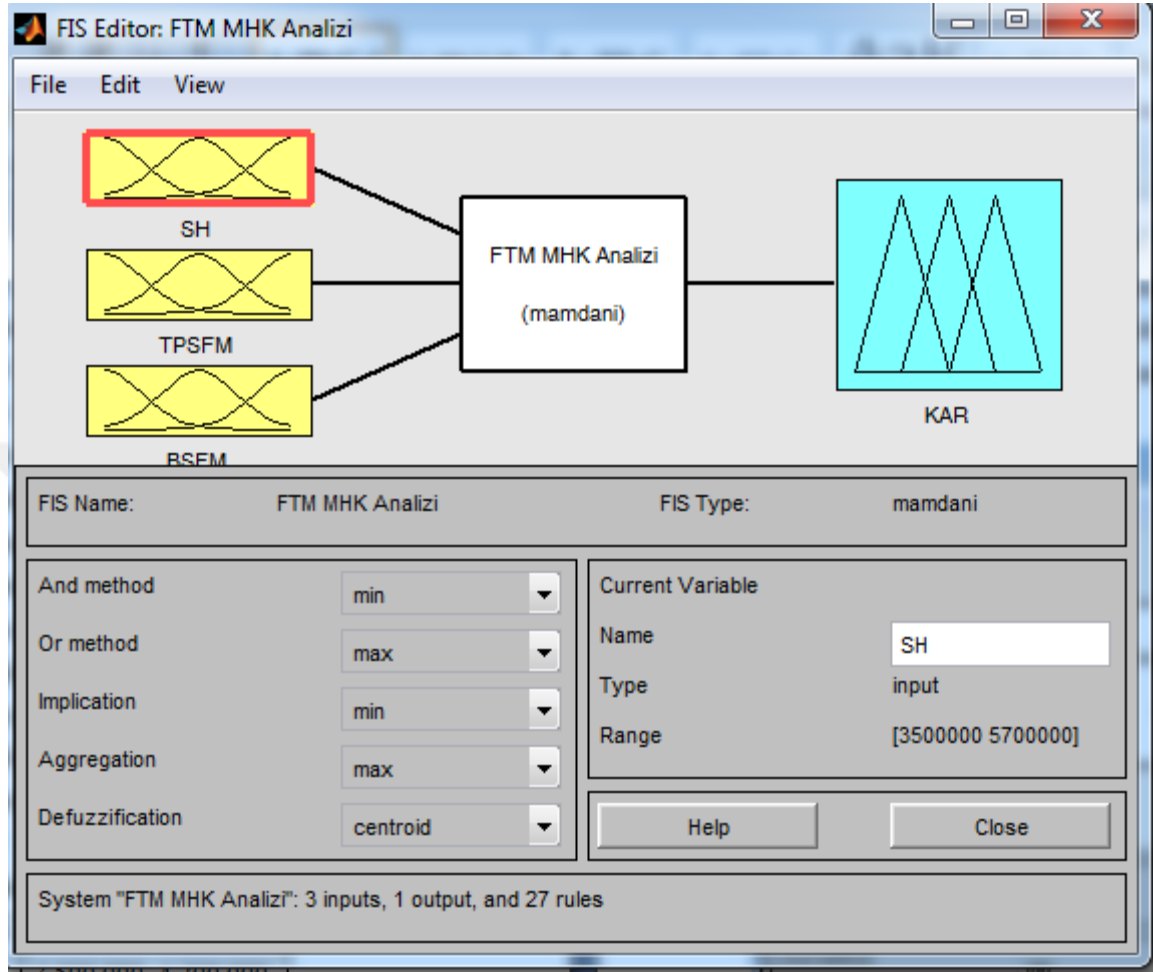 FIS Editor: FTM MHK Analizi
File Edit View
SH
TPSFM
BSFM
FTM MHK Analizi
(mamdani)
KAR
FIS Name: FTM MHK Analizi FIS Type: mamdani
And method min
Or method max
Implication min
Aggregation max
Defuzzification centroid
Current Variable
Name SH
Type input
Range [3500000 5700000]
Help Close
System "FTM MHK Analizi": 3 inputs, 1 output, and 27 rules